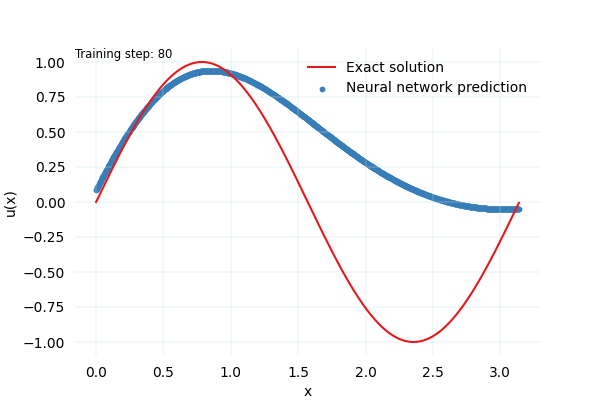 Training step: 80
Exact solution
Neural network prediction
1.00
0.75
0.50
0.25
0.00
−0.25
−0.50
−0.75
−1.00
u(x)
0.0 0.5 1.0 1.5 2.0 2.5 3.0
x